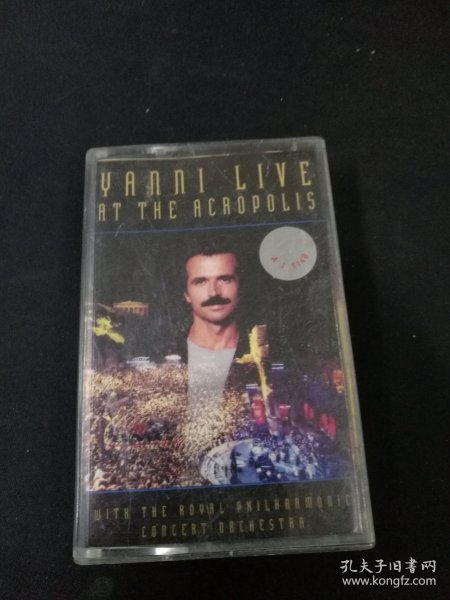 YANNI LIVE
AT THE ACROPOLIS
WITH THE ROYAL PHILHARMONIC
CONCERT ORCHESTRA
孔夫子旧书网
www.kongfz.com